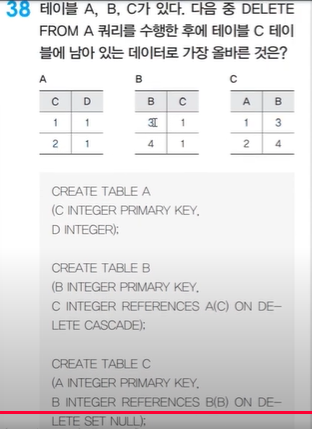 38 테이블 A, B, C가 있다. 다음 중 DELETE
FROM A 쿼리를 수행한 후에 테이블 C 테이
블에 남아 있는 데이터로 가장 올바른 것은?
A B C
C D B C A B
1 1 3 1 1 3
2 1 4 1 2 4
CREATE TABLE A
(C INTEGER PRIMARY KEY,
D INTEGER);
CREATE TABLE B
(B INTEGER PRIMARY KEY,
C INTEGER REFERENCES A(C) ON DE-
LETE CASCADE);
CREATE TABLE C
(A INTEGER PRIMARY KEY,
B INTEGER REFERENCES B(B) ON DE-
LETE SET NULL);